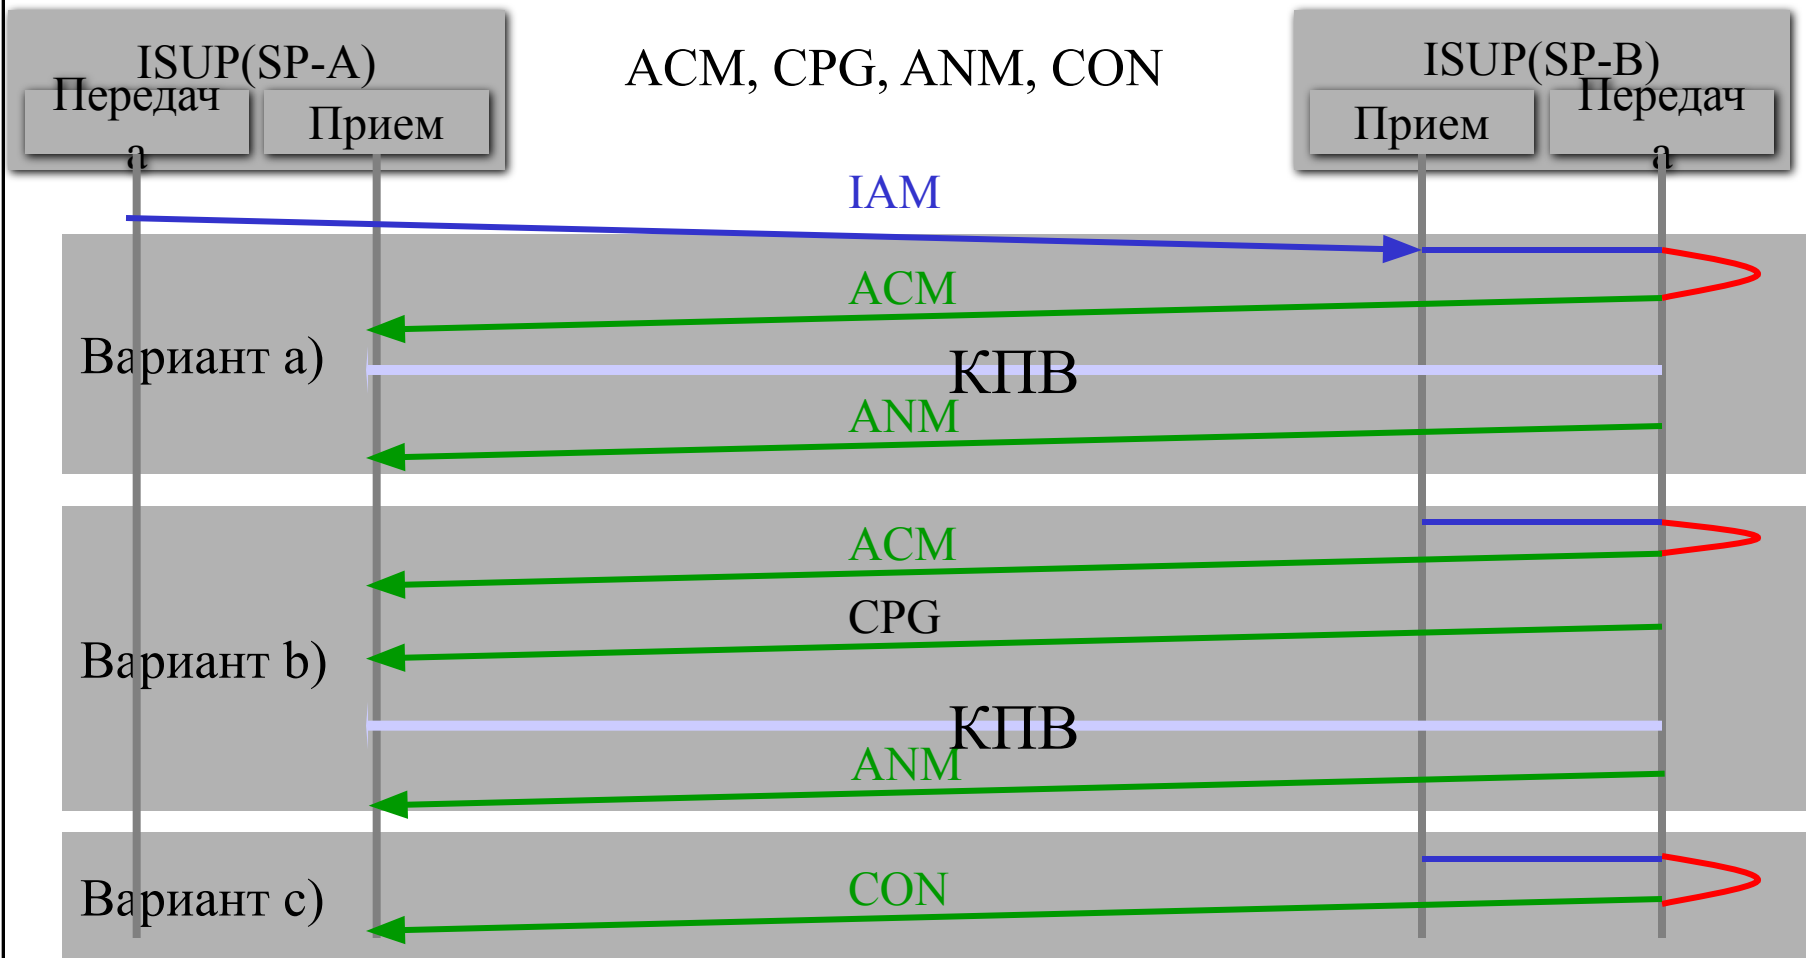 ISUP(SP-A)
ACM, CPG, ANM, CON
ISUP(SP-B)
Передач
а
Прием
Прием
Передач
а
IAM
ACM
Вариант a)
КПВ
ANM
ACM
CPG
Вариант b)
КПВ
ANM
CON
Вариант c)